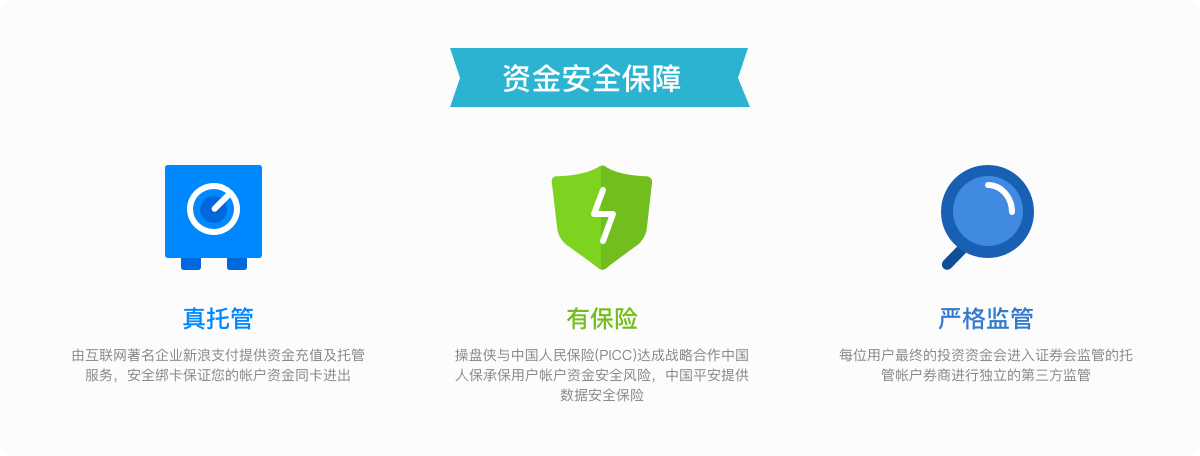 资金安全保障
真托管
由互联网著名企业新浪支付提供资金充值及托管
服务，安全绑卡保证您的帐户资金同卡进出
有保险
操盘侠与中国人民保险(PICC)达成战略合作中国
人保承保用户帐户资金安全风险，中国平安提供
数据安全保险
严格监管
每位用户最终的投资资金会进入证券会监管的托
管帐户券商进行独立的第三方监管